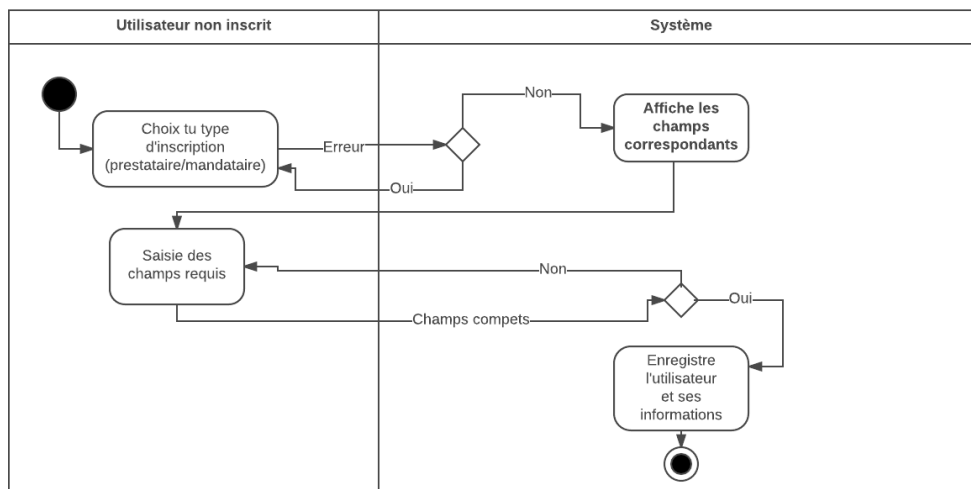 Utilisateur non inscrit
Système
Choix tu type
d'inscription
(prestataire/mandataire)
Erreur
Non
Oui
Affiche les
champs
correspondants
Saisie des
champs requis
Non
Oui
Champs compets
Enregistre
l'utilisateur
et ses
informations